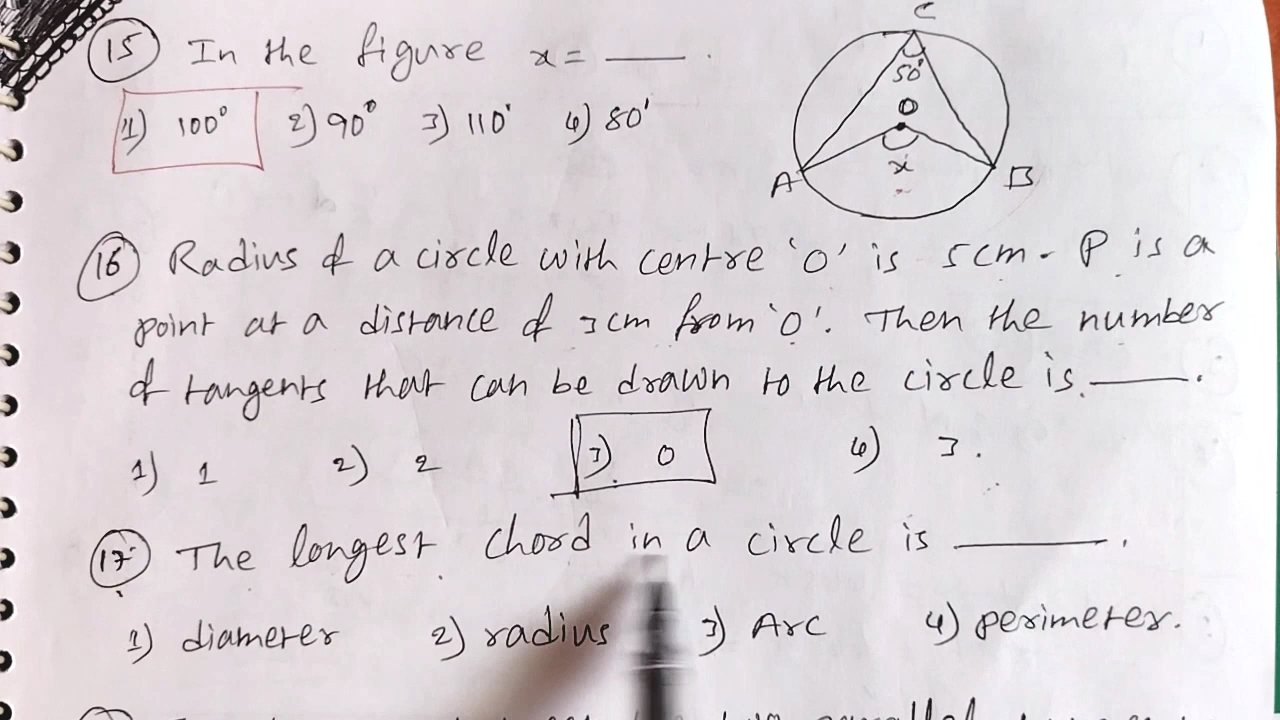 15 In the figure x = ____.
1) 100° 2) 90° 3) 110° 4) 80°
C
50°
O
x
A
B
16 Radius of a circle with centre 'O' is 5cm. P is a
point at a distance of 3cm from 'O'. Then the number
of tangents that can be drawn to the circle is ____.
1) 1 2) 2 3) 0 4) 3.
17 The longest chord in a circle is ____.
1) diameter 2) radius 3) Arc 4) perimeter.